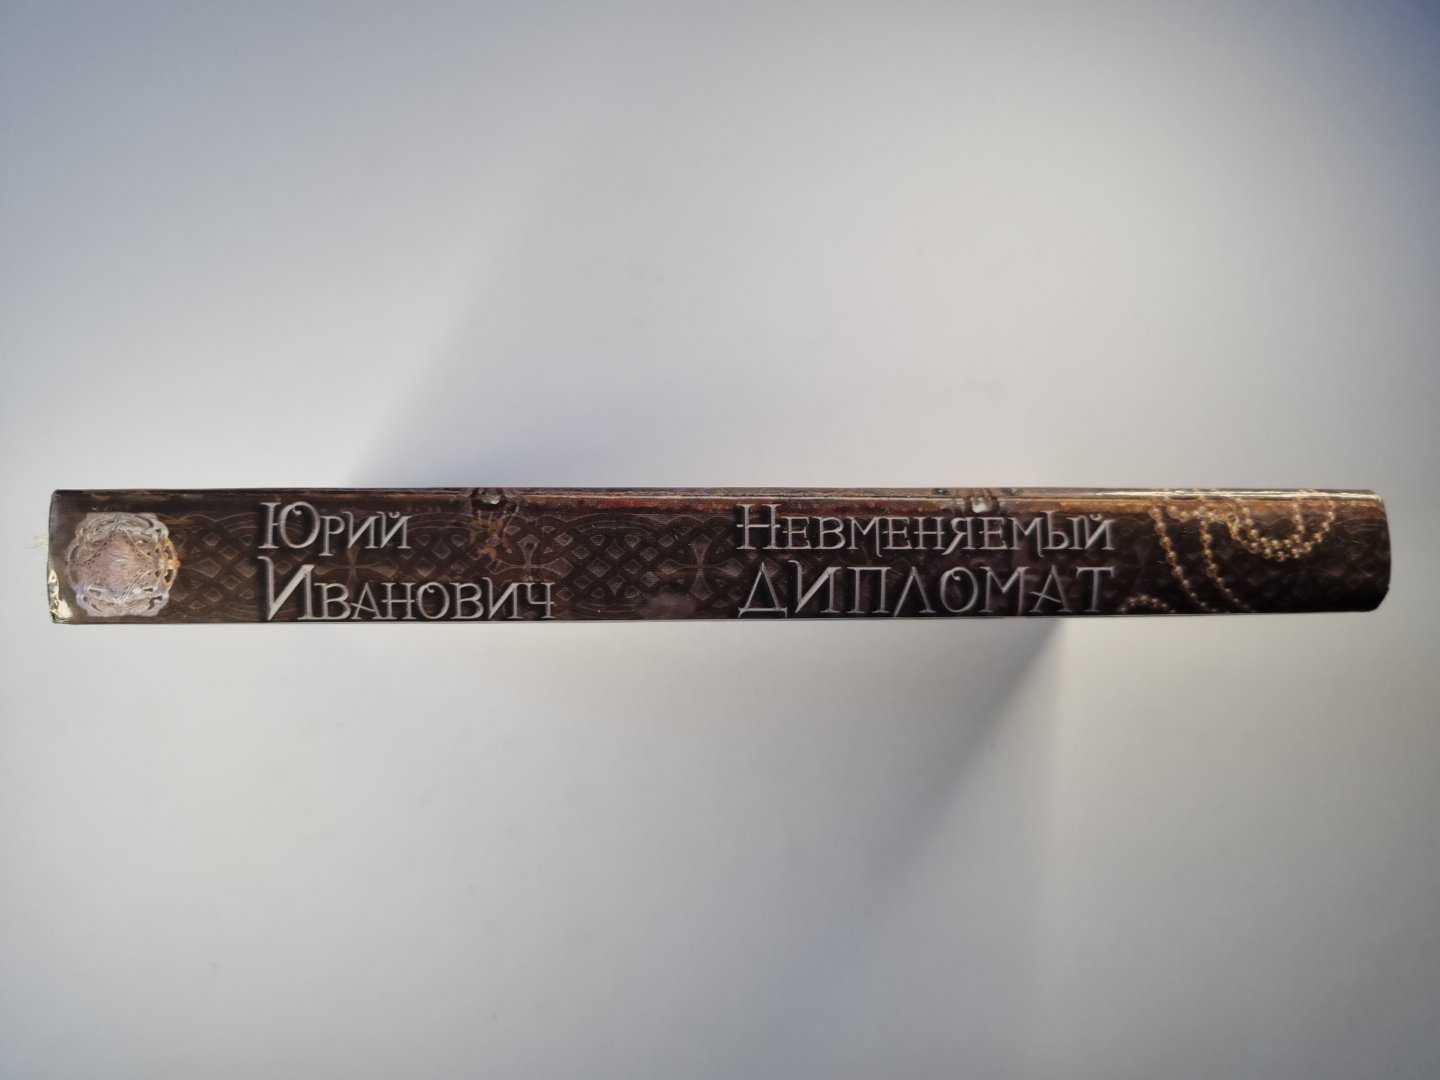 Юрий
Иванович
Невменяемый
дипломат